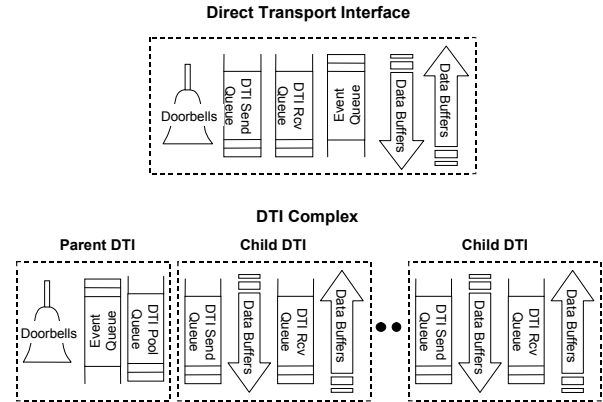 Direct Transport Interface
Doorbells
DTI Send
Queue
DTI Rcv
Queue
Event
Queue
Data Buffers
Data Buffers
DTI Complex
Parent DTI
Child DTI
Child DTI
Doorbells
Event
Queue
DTI Pool
Queue
DTI Send
Queue
Data Buffers
DTI Rcv
Queue
Data Buffers
DTI Send
Queue
Data Buffers
DTI Rcv
Queue
Data Buffers